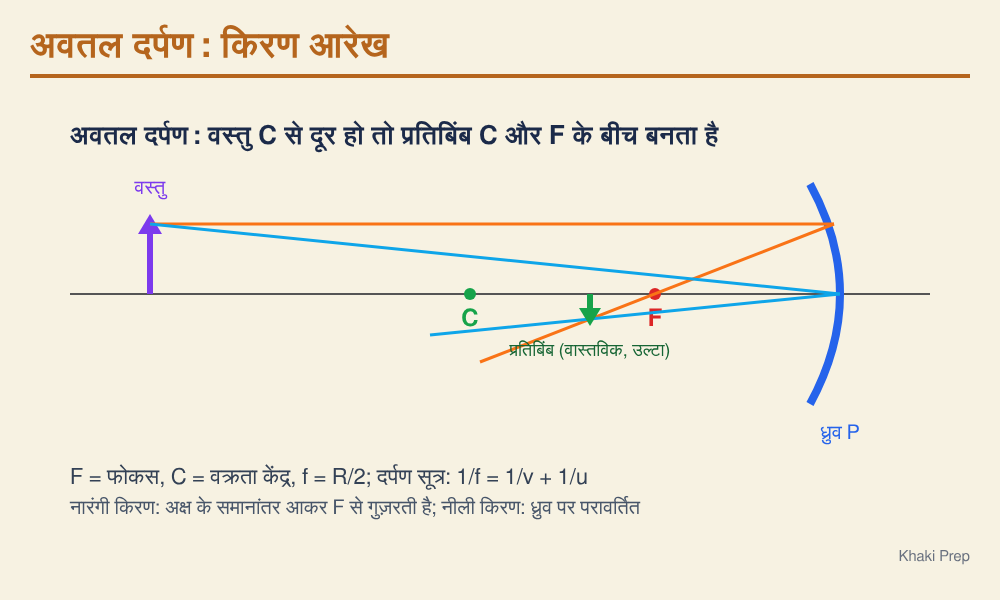 अवतल दर्पण : किरण आरेख
अवतल दर्पण : वस्तु C से दूर हो तो प्रतिबिंब C और F के बीच बनता है
वस्तु
C
F
प्रतिबिंब (वास्तविक, उल्टा)
ध्रुव P
F = फोकस, C = वक्रता केंद्र, f = R/2; दर्पण सूत्र: 1/f = 1/v + 1/u
नारंगी किरण: अक्ष के समानांतर आकर F से गुज़रती है; नीली किरण: ध्रुव पर परावर्तित
Khaki Prep